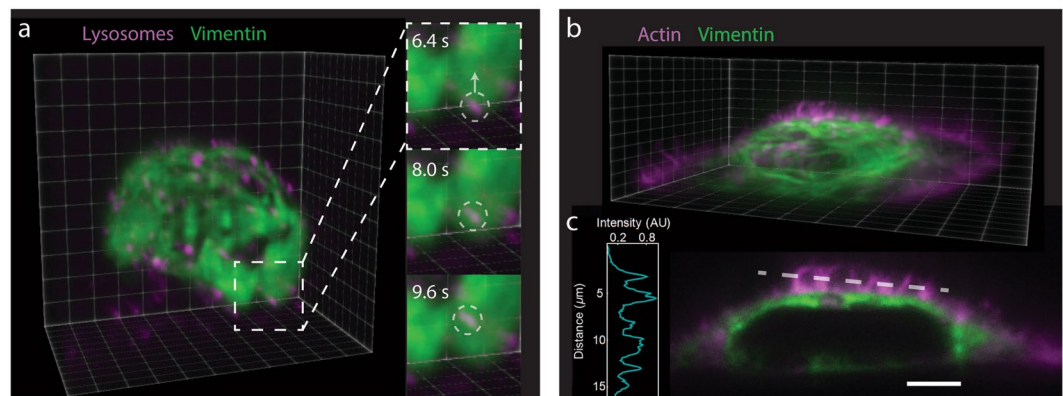 a
Lysosomes Vimentin
6.4 s
8.0 s
9.6 s
b
Actin Vimentin
c
Intensity (AU)
0.2 0.8
Distance (μm)
5
10
15